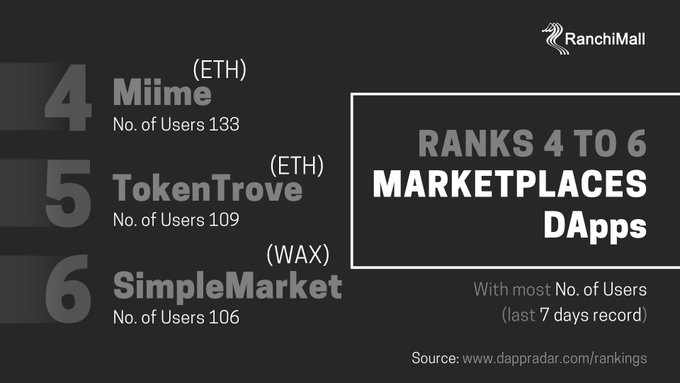 RanchiMall
4
(ETH)
Miime
No. of Users 133
5
(ETH)
TokenTrove
No. of Users 109
6
(WAX)
SimpleMarket
No. of Users 106
RANKS 4 TO 6
MARKETPLACES
DApps
With most No. of Users
(last 7 days record)
Source: www.dappradar.com/rankings